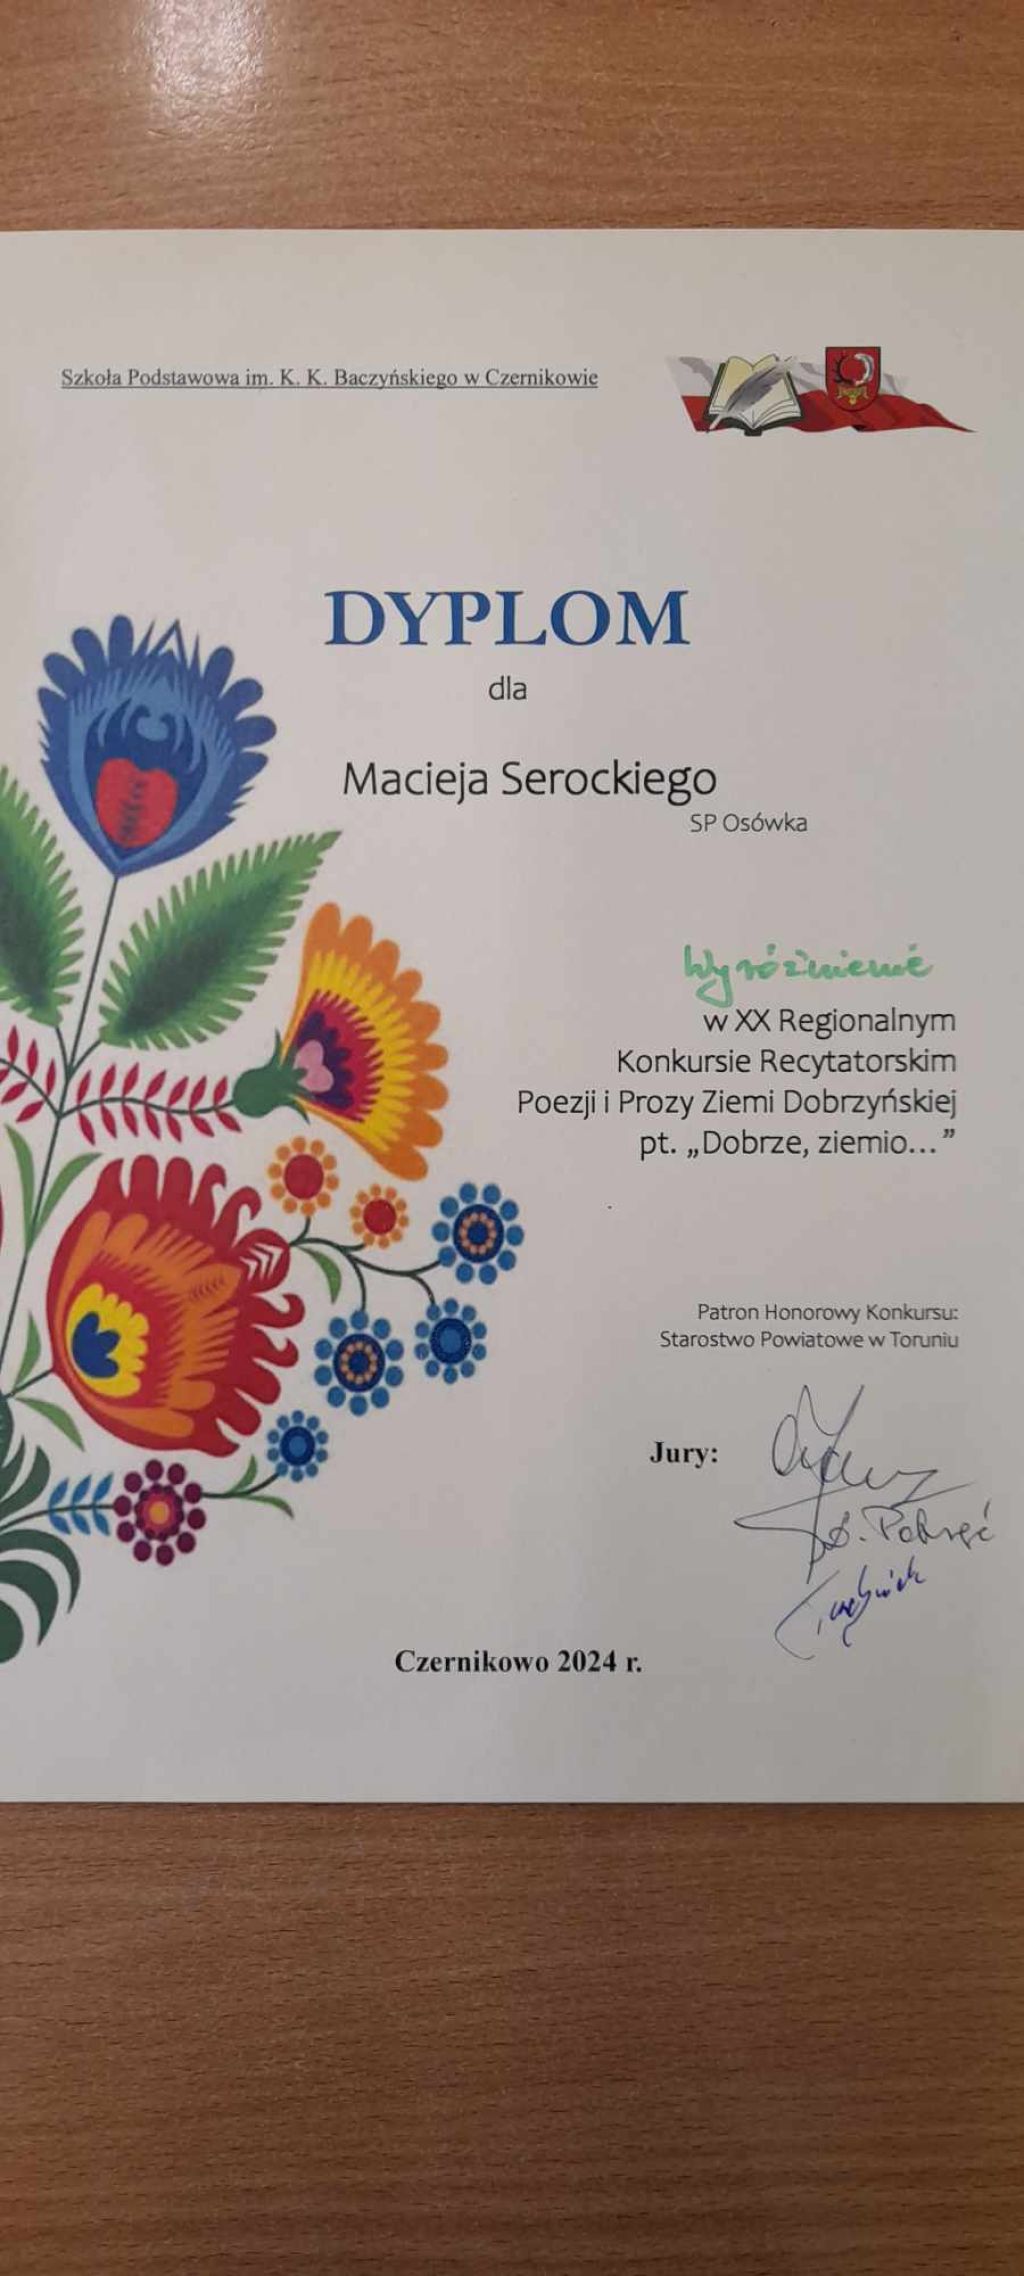 Szkoła Podstawowa im. K. K. Baczyńskiego w Czernikowie
DYPLOM
dla
Macieja Serockiego
SP Osówka
Wyróżnienie
w XX Regionalnym
Konkursie Recytatorskim
Poezji i Prozy Ziemi Dobrzyńskiej
pt. „Dobrze, ziemio..."
Patron Honorowy Konkursu:
Starostwo Powiatowe w Toruniu
Jury:
Czernikowo 2024 r.